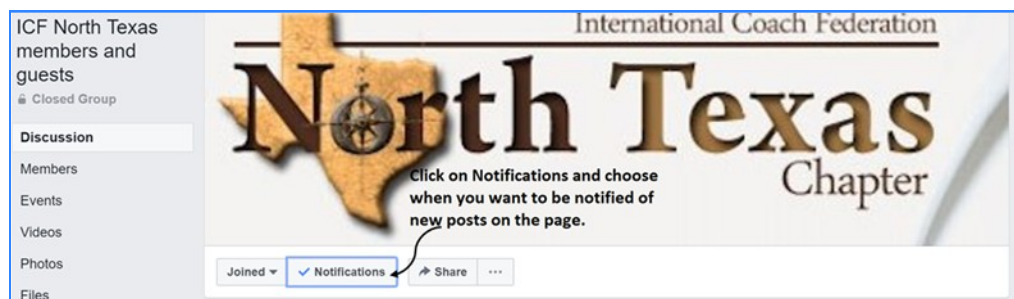 ICF North Texas
members and
guests
Closed Group
Discussion
Members
Events
Videos
Photos
Files
International Coach Federation
North Texas
Chapter
Click on Notifications and choose
when you want to be notified of
new posts on the page.
Joined
Notifications
Share